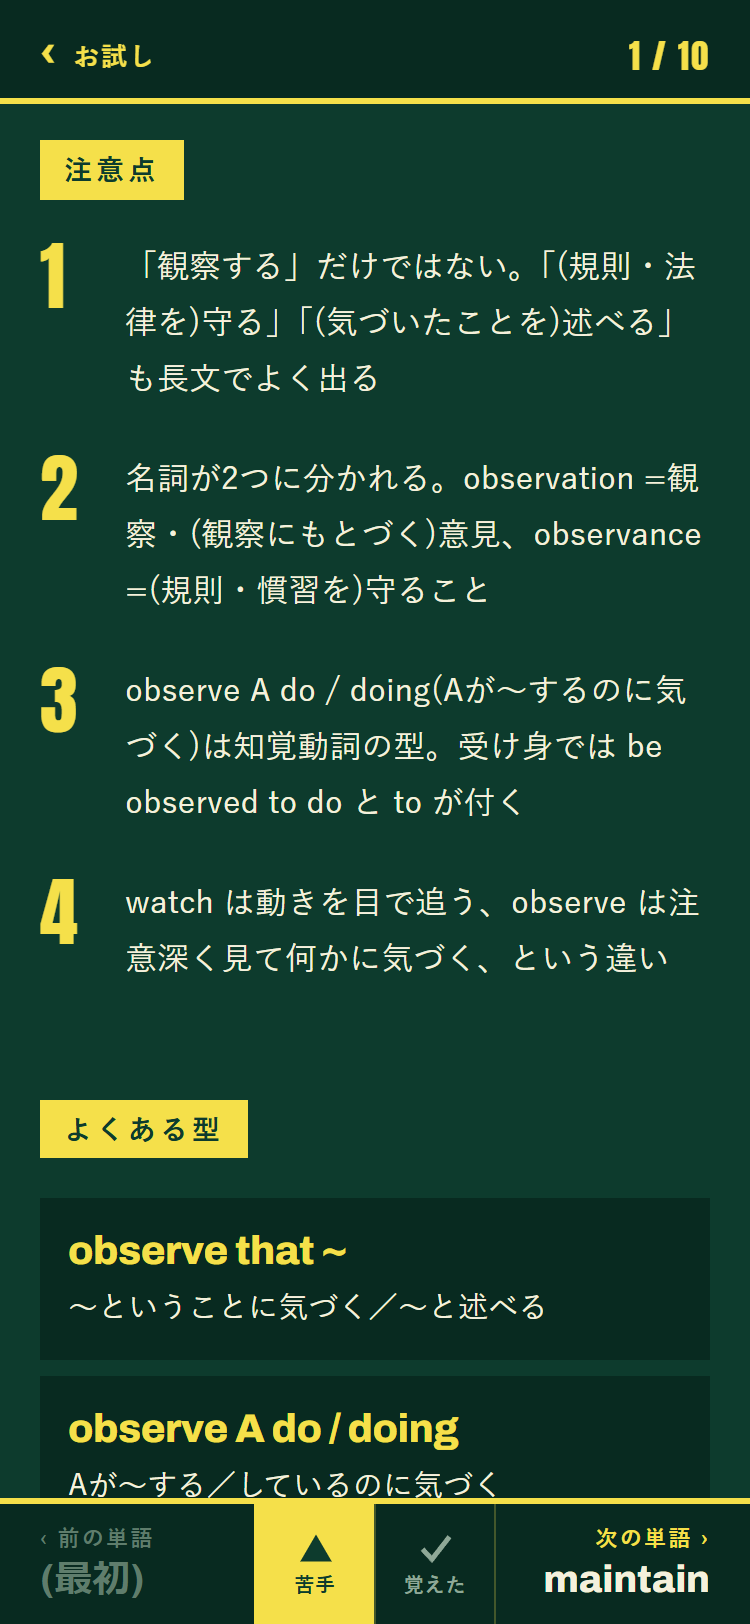 ‹ お試し
1 / 10
注意点
1
「観察する」だけではない。「(規則・法
律を)守る」「(気づいたことを)述べる」
も長文でよく出る
2
名詞が2つに分かれる。observation =観
察・(観察にもとづく)意見、observance
=(規則・慣習を)守ること
3
observe A do / doing(Aが〜するのに気
づく)は知覚動詞の型。受け身では be
observed to do と to が付く
4
watch は動きを目で追う、observe は注
意深く見て何かに気づく、という違い
よくある型
observe that ~
〜ということに気づく／〜と述べる
observe A do / doing
Aが〜する／しているのに気づく
‹ 前の単語
(最初)
苦手
覚えた
次の単語 ›
maintain